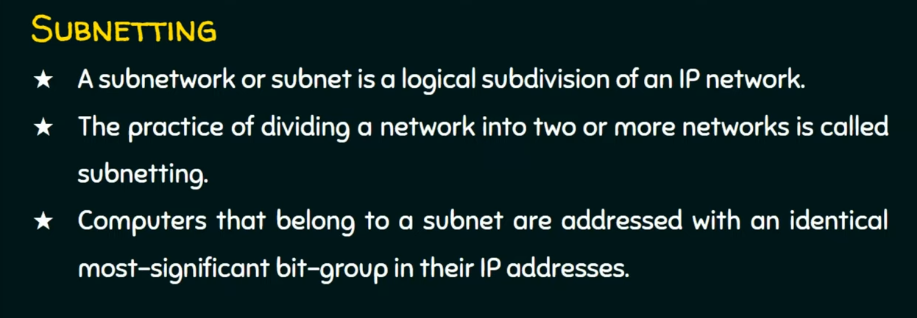 SUBNETTING
★ A subnetwork or subnet is a logical subdivision of an IP network.
★ The practice of dividing a network into two or more networks is called
subnetting.
★ Computers that belong to a subnet are addressed with an identical
most-significant bit-group in their IP addresses.